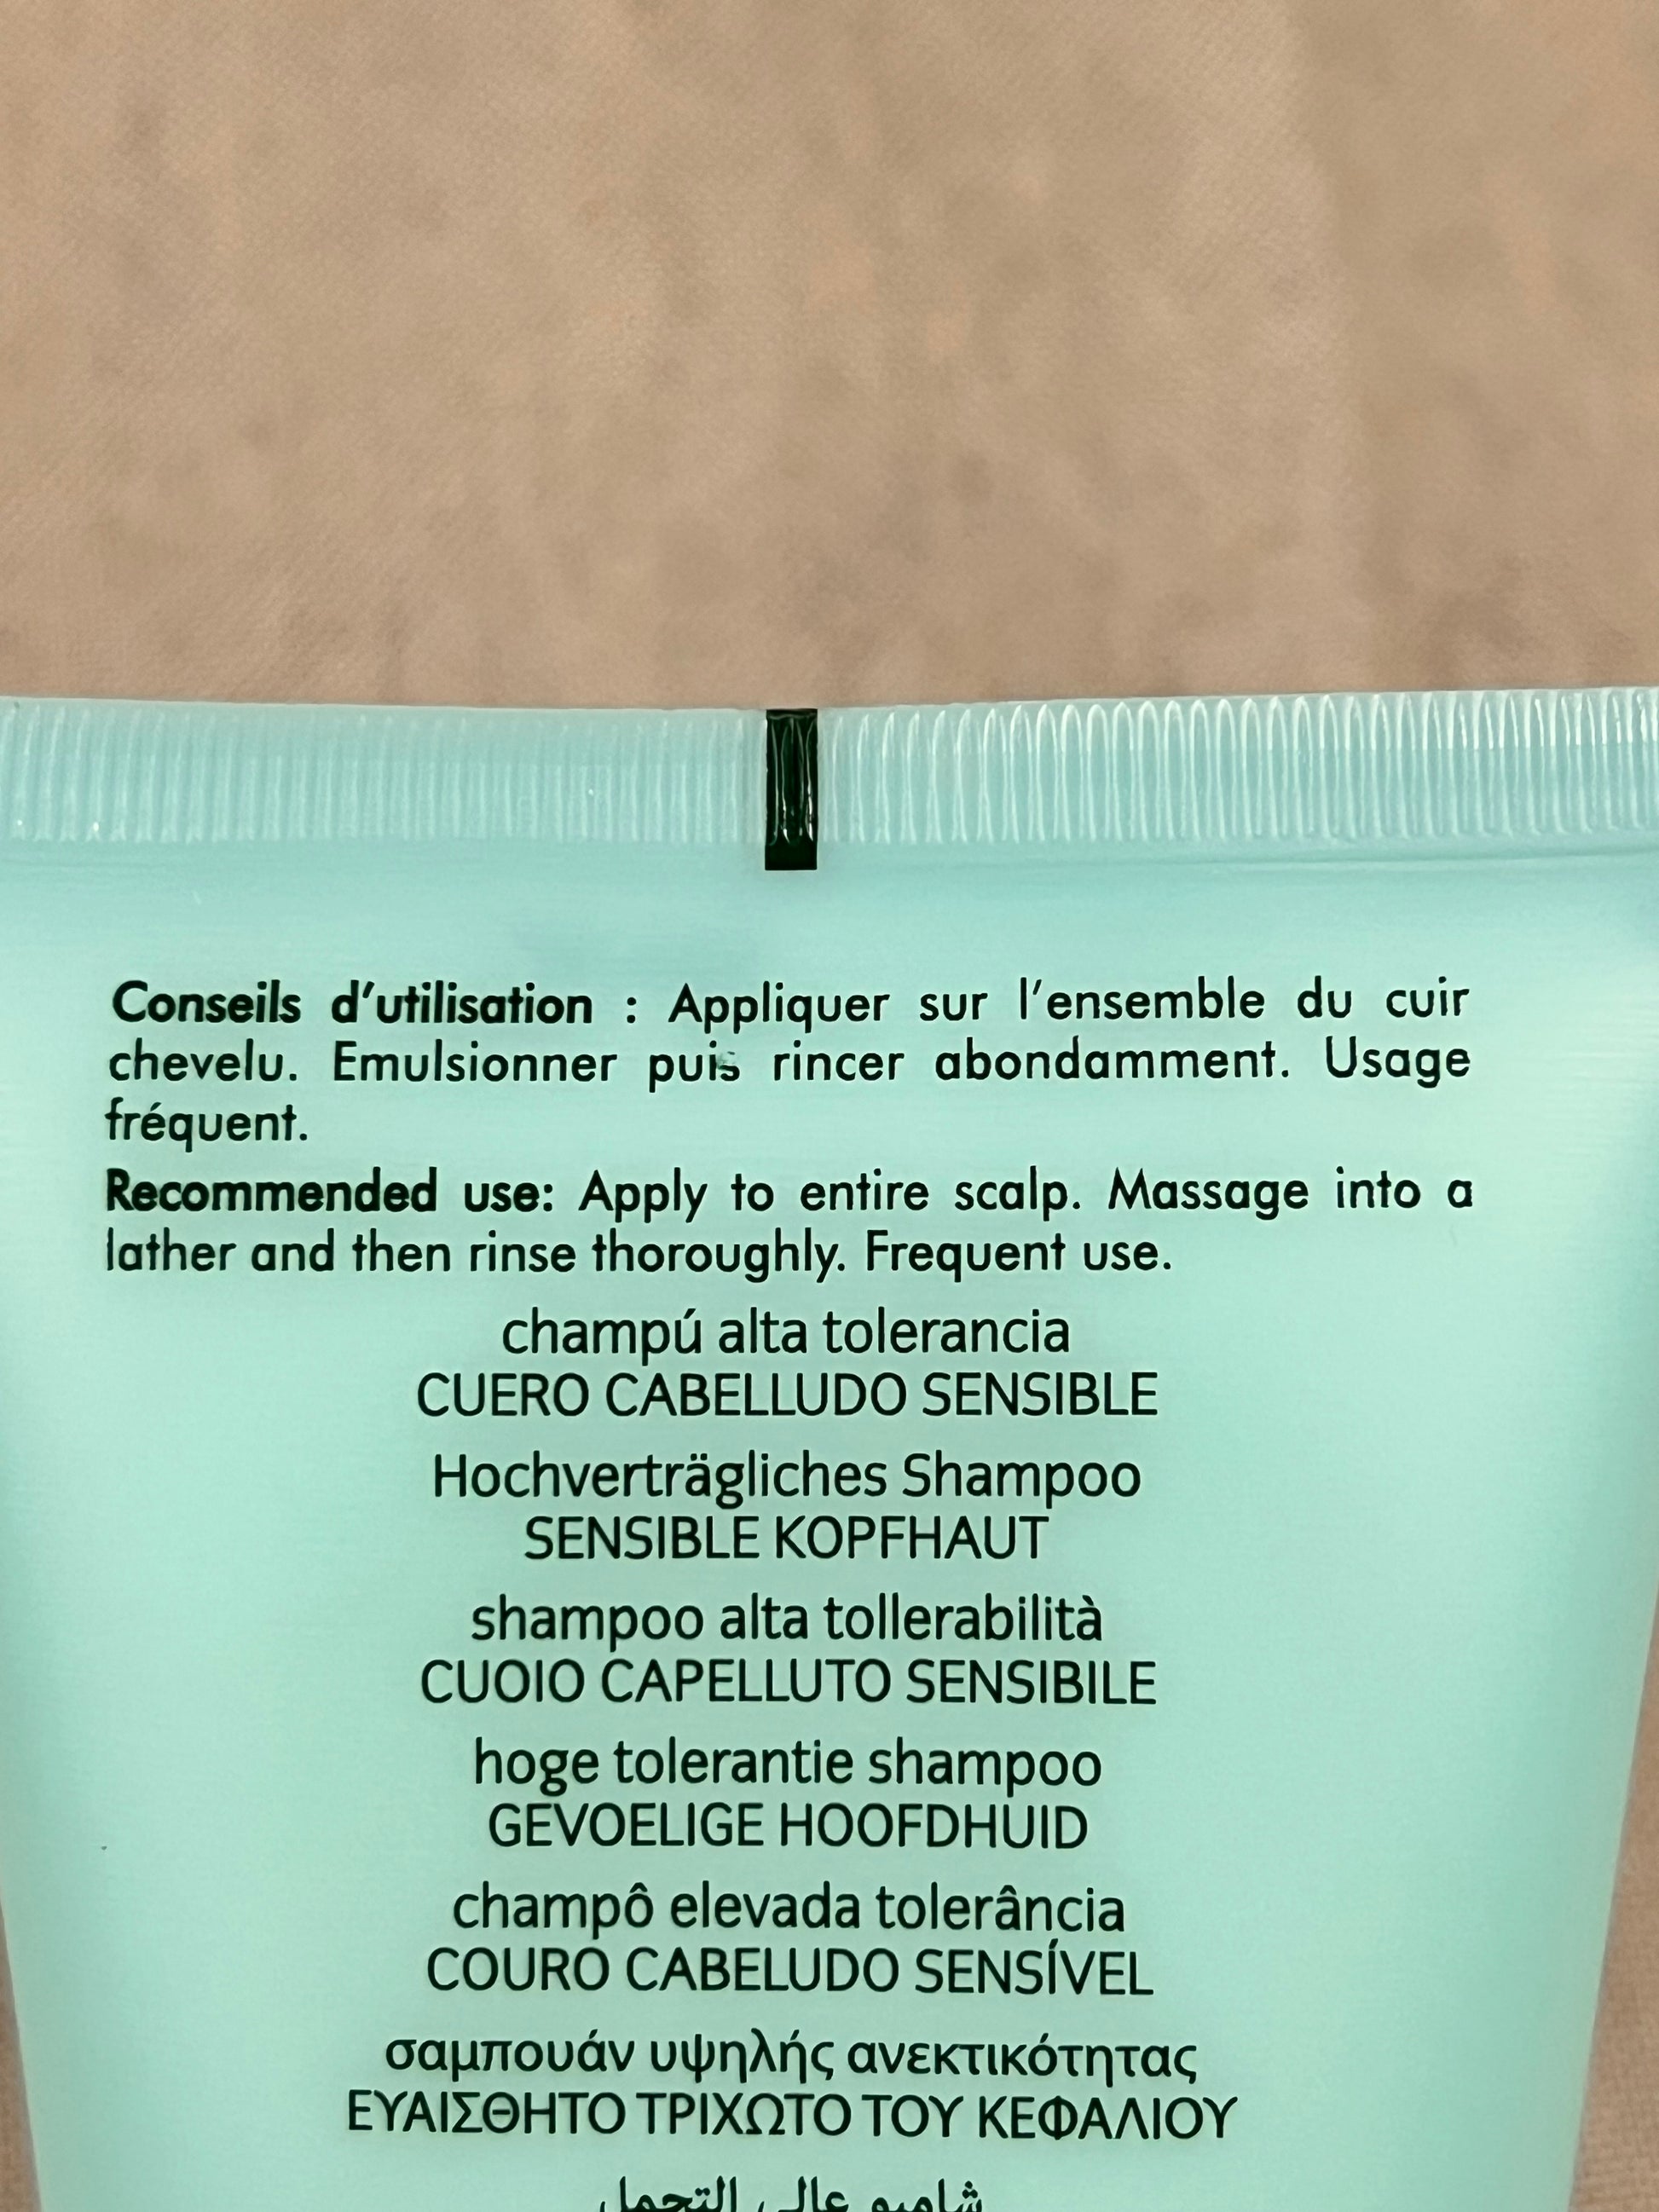 Conseils d'utilisation : Appliquer sur l'ensemble du cuir
chevelu. Emulsionner puis rincer abondamment. Usage
fréquent.
Recommended use: Apply to entire scalp. Massage into a
lather and then rinse thoroughly. Frequent use.
champú alta tolerancia
CUERO CABELLUDO SENSIBLE
Hochverträgliches Shampoo
SENSIBLE KOPFHAUT
shampoo alta tollerabilità
CUOIO CAPELLUTO SENSIBILE
hoge tolerantie shampoo
GEVOELIGE HOOFDHUID
champô elevada tolerância
COURO CABELUDO SENSÍVEL
σαμπουάν υψηλής ανεκτικότητας
ΕΥΑΙΣΘΗΤΟ ΤΡΙΧΩΤΟ ΤΟΥ ΚΕΦΑΛΙΟΥ
شامبو عالي التحمل